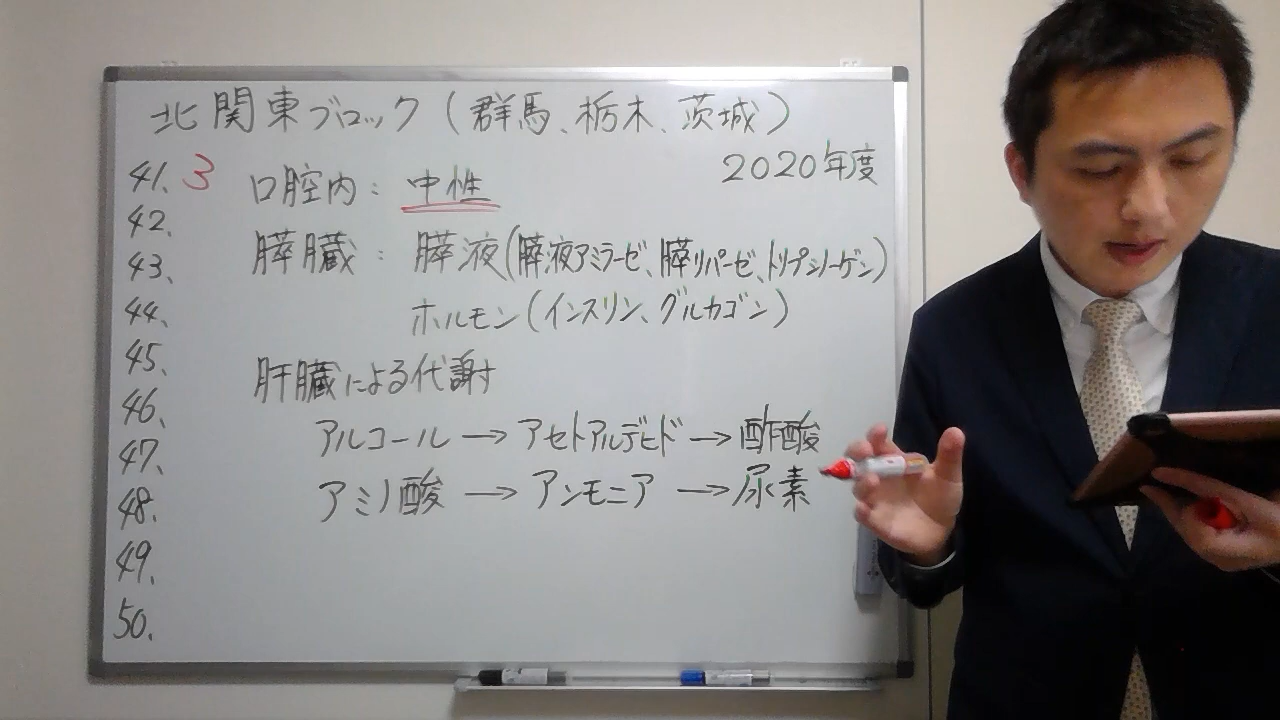 北関東ブロック(群馬、栃木、茨城)
2020年度
41. 3 口腔内: 中性
42.
膵臓: 膵液(膵液アミラーゼ、膵リパーゼ、トリプシノーゲン)
43.
ホルモン(インスリン、グルカゴン)
44.
45.
肝臓による代謝
46.
アルコール→アセトアルデヒド→酢酸
47.
アミノ酸→アンモニア→尿素
48.
49.
50.